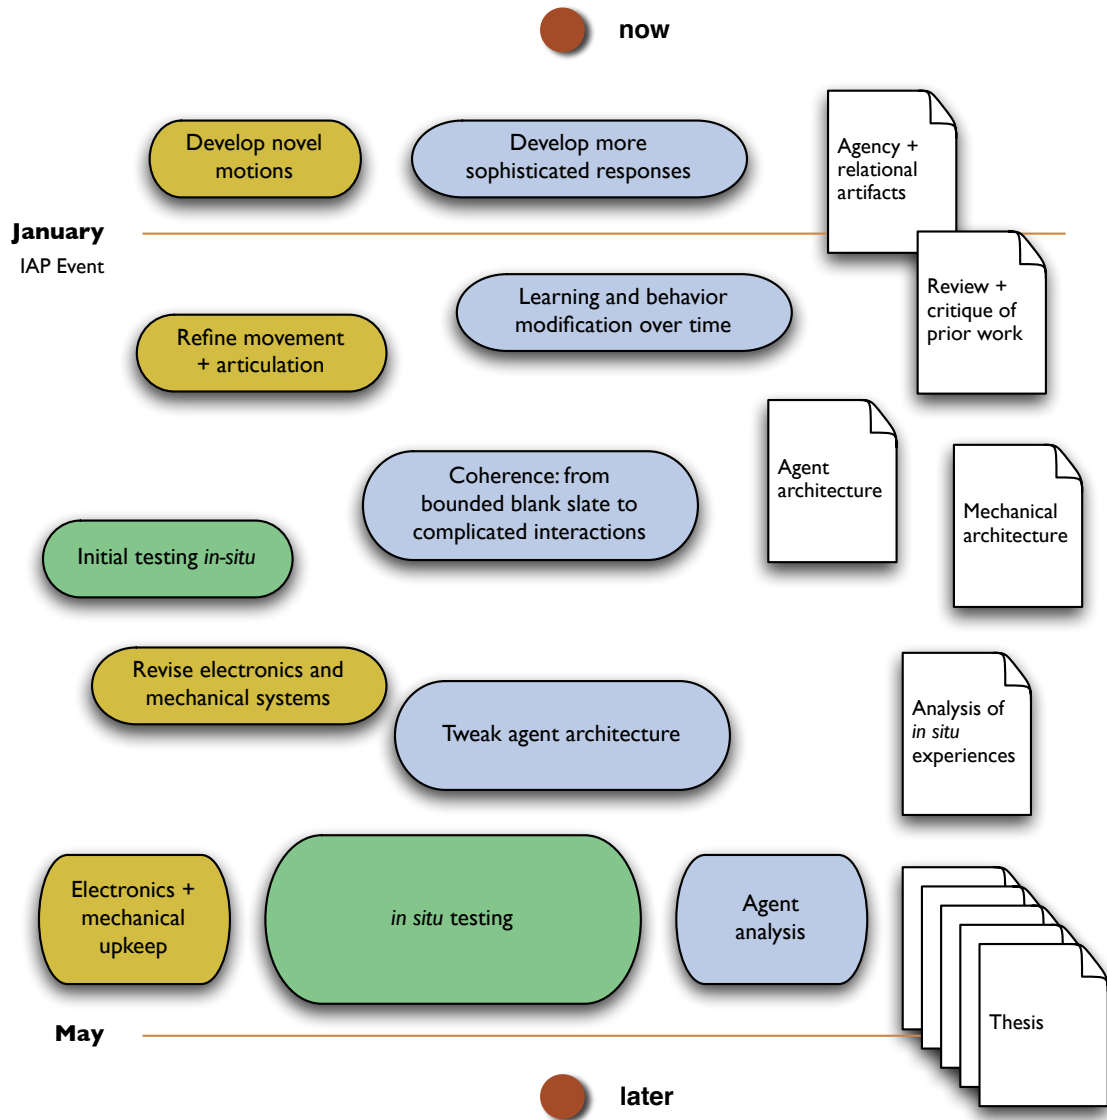 now
Develop novel
motions
Develop more
sophisticated responses
Agency +
relational
artifacts
January
IAP Event
Review +
critique of
prior work
Learning and behavior
modification over time
Refine movement
+ articulation
Agent
architecture
Coherence: from
bounded blank slate to
complicated interactions
Mechanical
architecture
Initial testing in-situ
Revise electronics and
mechanical systems
Tweak agent architecture
Analysis of
in situ
experiences
Electronics +
mechanical
upkeep
in situ testing
Agent
analysis
Thesis
May
later